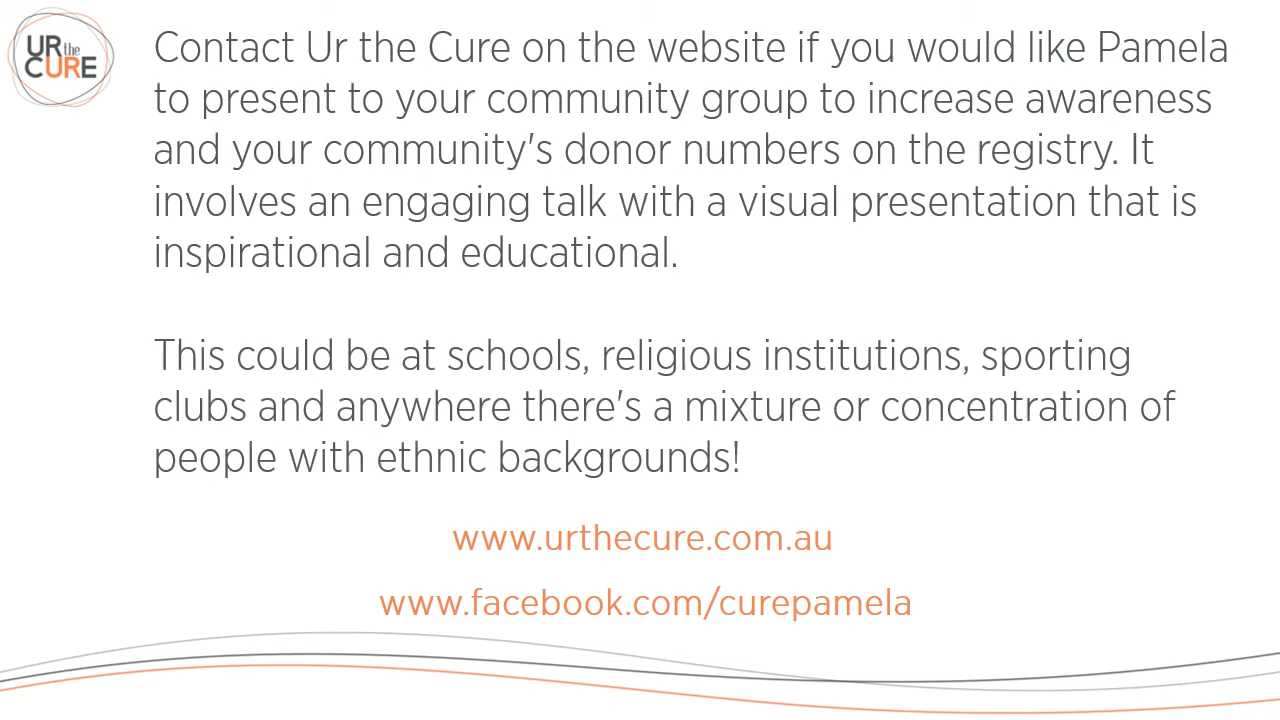 UR the
CURE
Contact Ur the Cure on the website if you would like Pamela
to present to your community group to increase awareness
and your community's donor numbers on the registry. It
involves an engaging talk with a visual presentation that is
inspirational and educational.
This could be at schools, religious institutions, sporting
clubs and anywhere there's a mixture or concentration of
people with ethnic backgrounds!
www.urthecure.com.au
www.facebook.com/curepamela